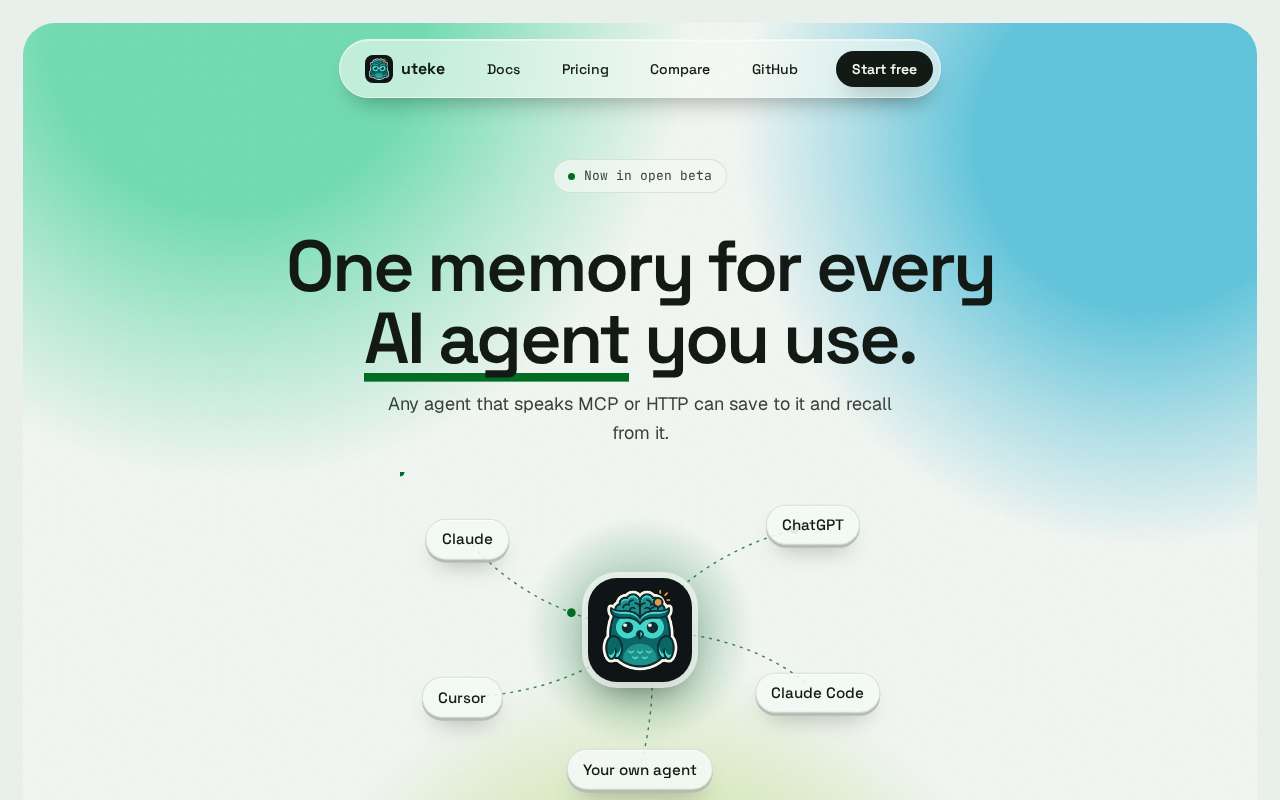 uteke
Docs
Pricing
Compare
GitHub
Start free
Now in open beta
One memory for every
AI agent you use.
Any agent that speaks MCP or HTTP can save to it and recall
from it.
ChatGPT
Claude
Claude Code
Cursor
Your own agent